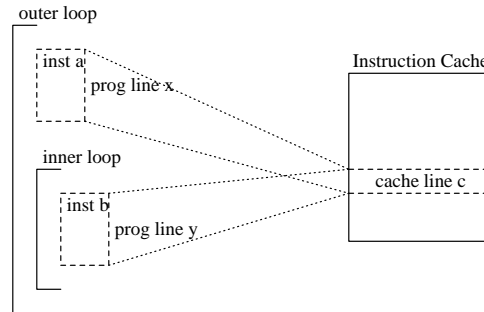 outer loop
inst a
prog line x
Instruction Cache
inner loop
cache line c
inst b
prog line y